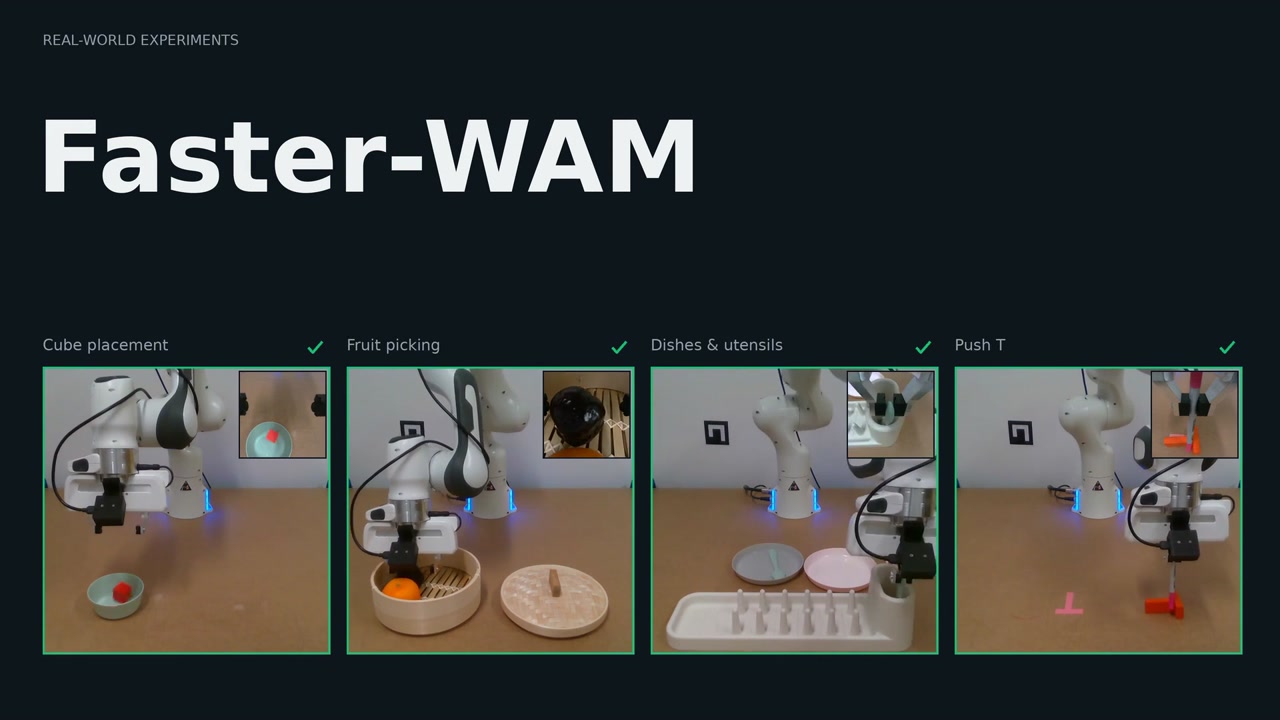 REAL-WORLD EXPERIMENTS
Faster-WAM
Cube placement
Fruit picking
Dishes & utensils
Push T